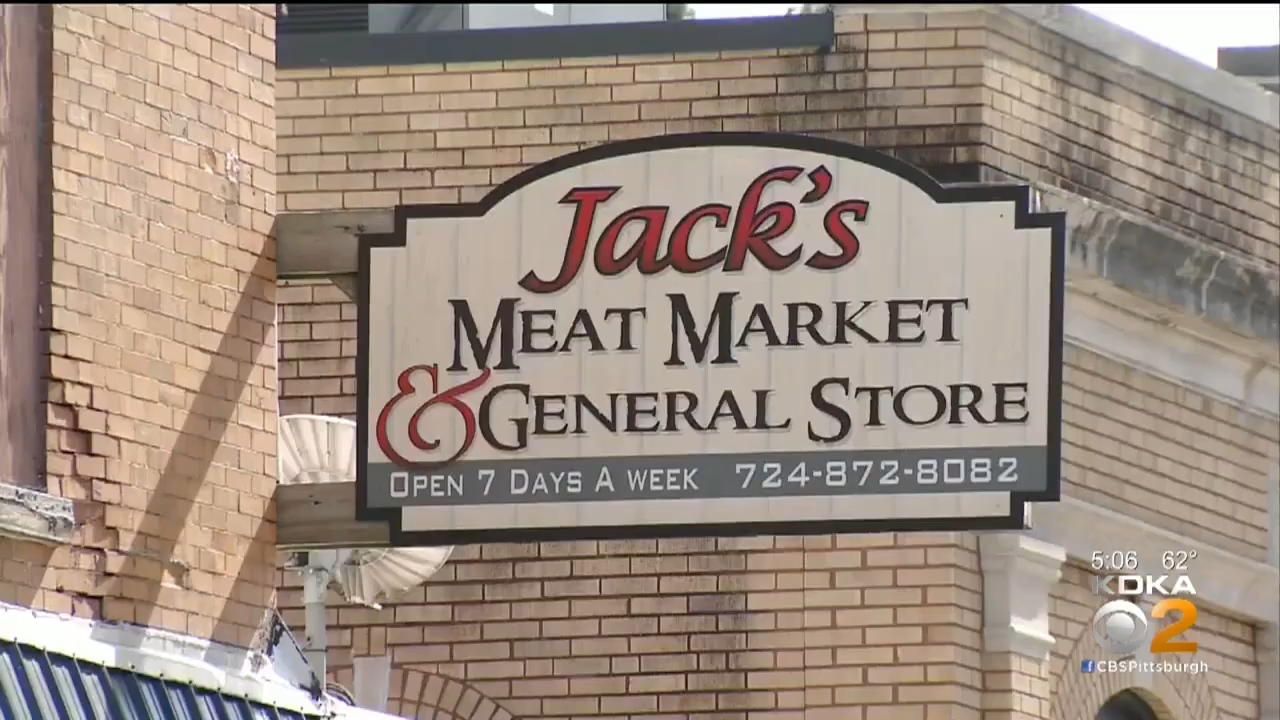 Jack's
MEAT MARKET
& GENERAL STORE
OPEN 7 DAYS A WEEK 724-872-8082
5:06 62°
KDKA
2
CBSPittsburgh